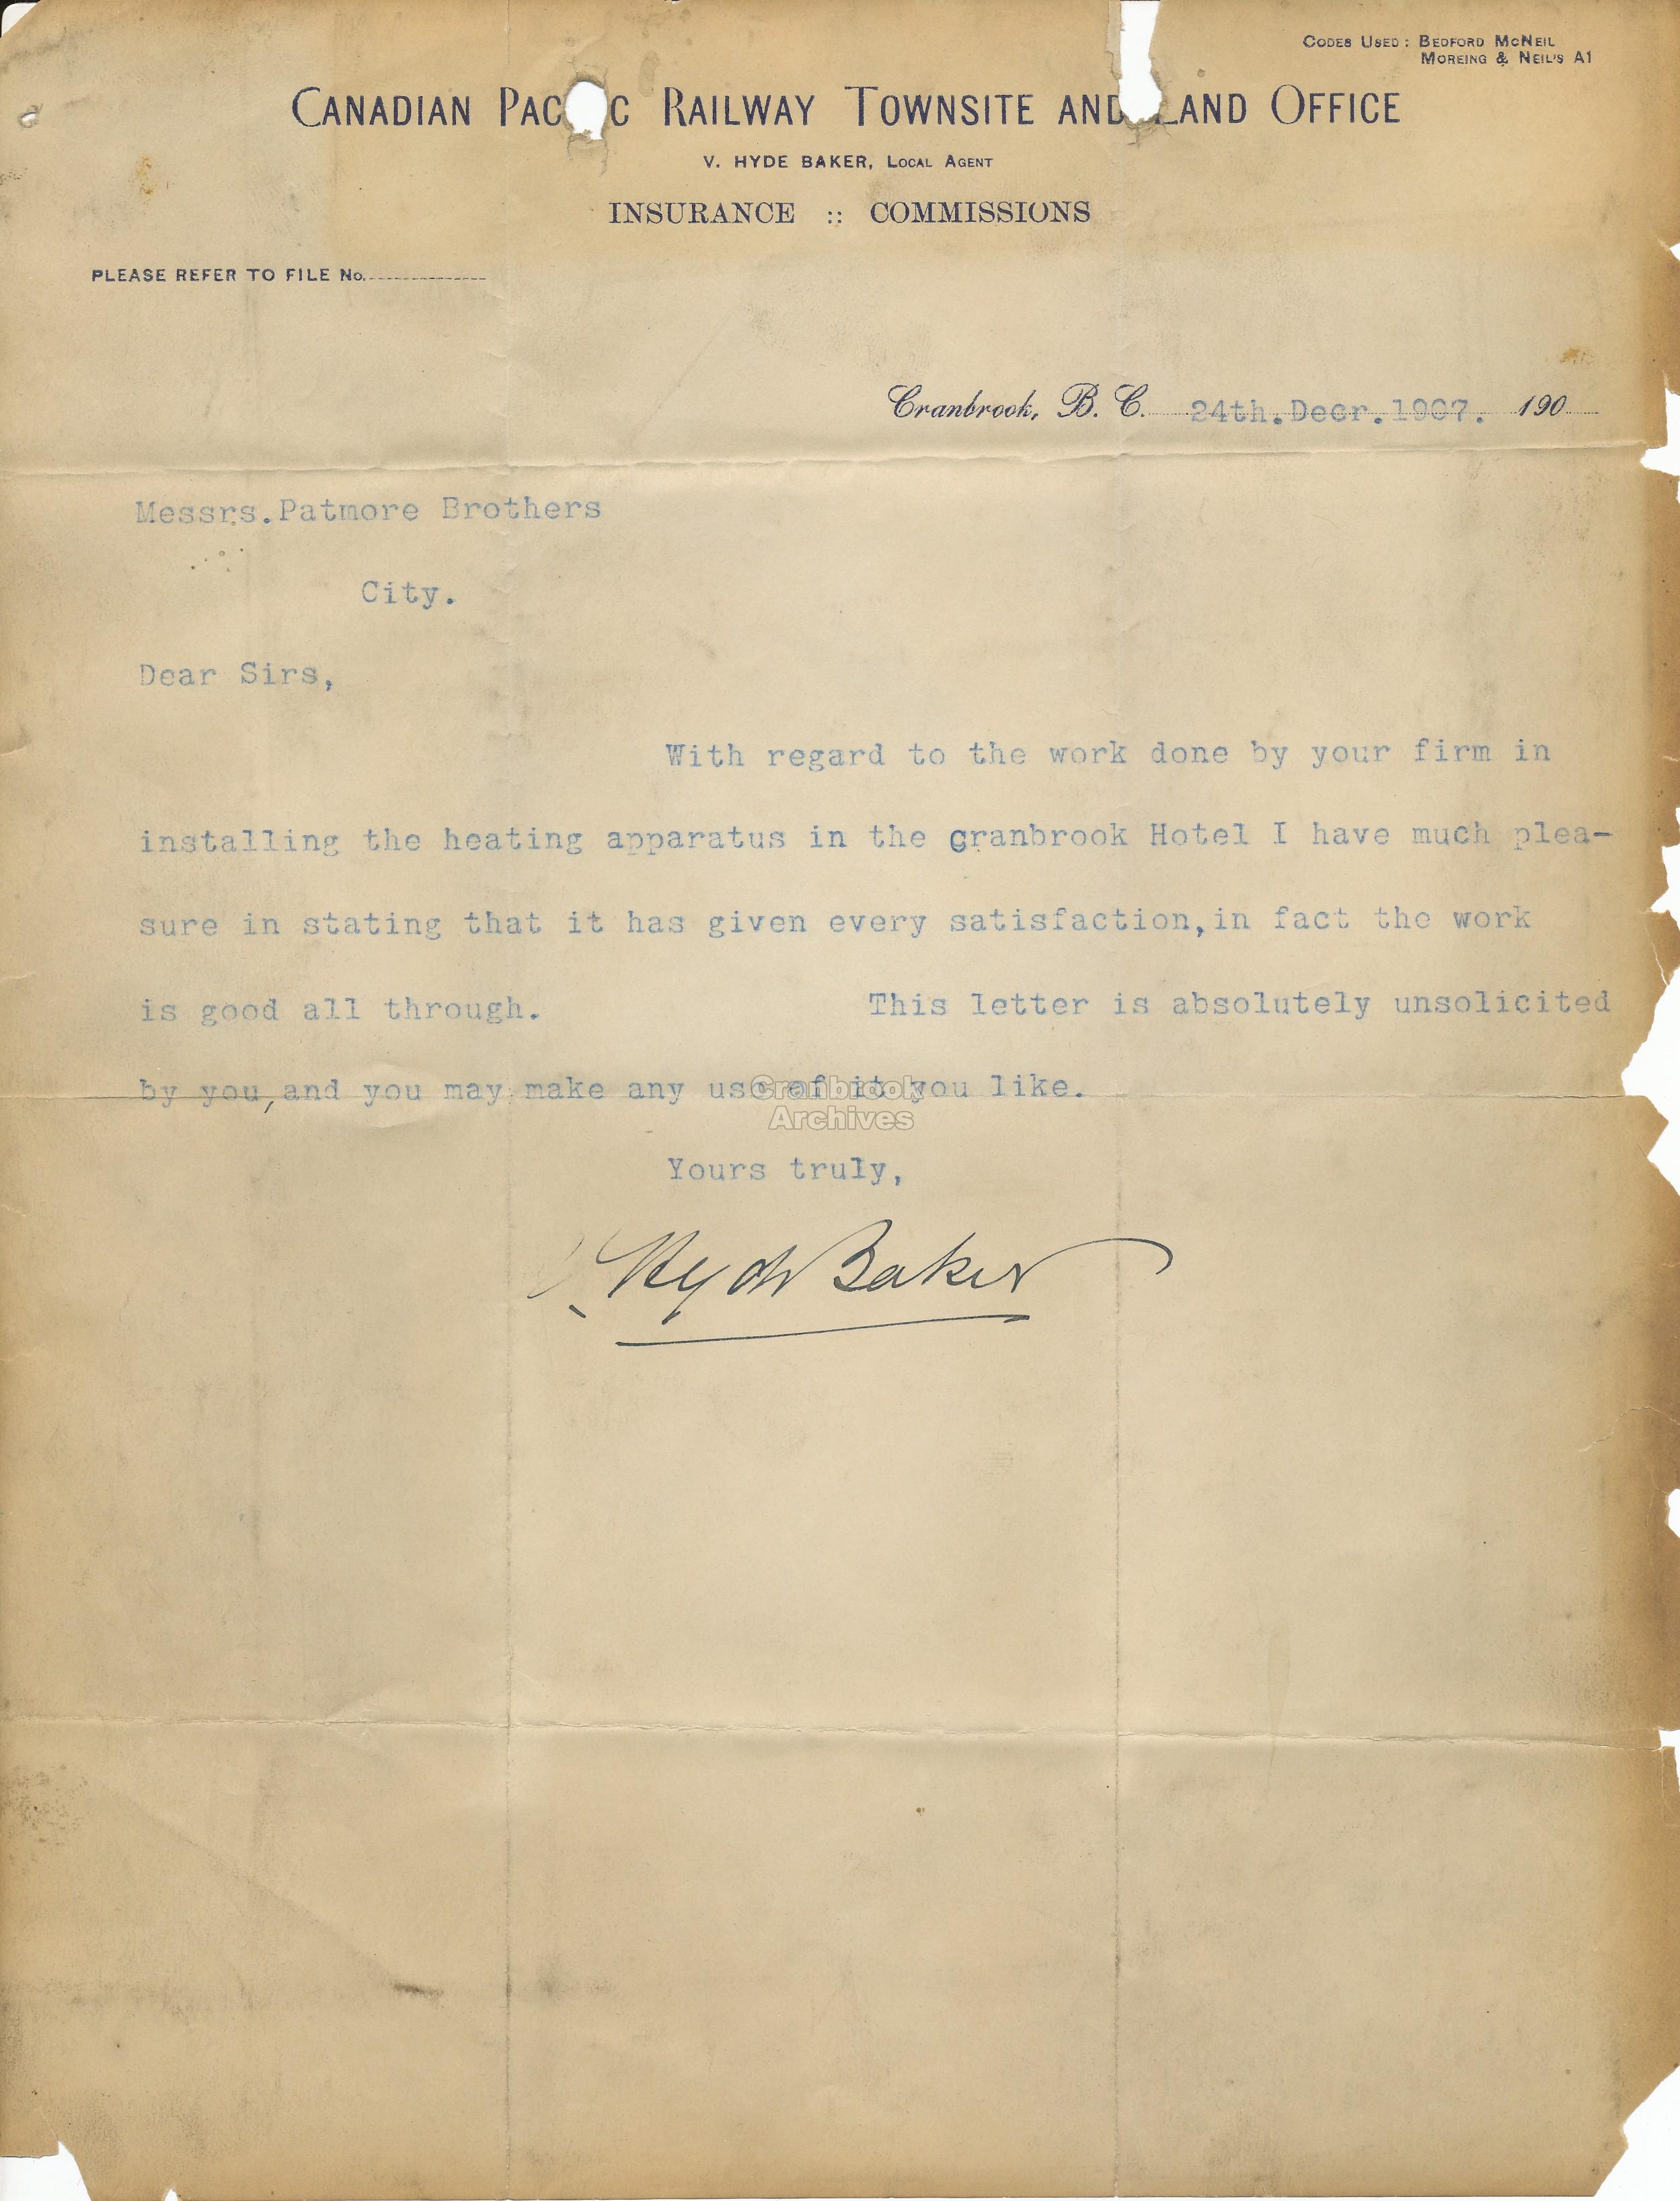 CODES USED: BEDFORD MCNEIL
MOREING & NEIL'S A1
CANADIAN PAC C RAILWAY TOWNSITE AND LAND OFFICE
V. HYDE BAKER, LOCAL AGENT
INSURANCE :: COMMISSIONS
PLEASE REFER TO FILE No.
Cranbrook, B. C. 24th.Decr.1907. 190
Messrs.Patmore Brothers
City.
Dear Sirs,
With regard to the work done by your firm in
installing the heating apparatus in the Cranbrook Hotel I have much plea-
sure in stating that it has given every satisfaction,in fact the work
is good all through. This letter is absolutely unsolicited
by you,and you may make any use of it you like.
Cranbrook
Archives
Yours truly,
V. Hyde Baker